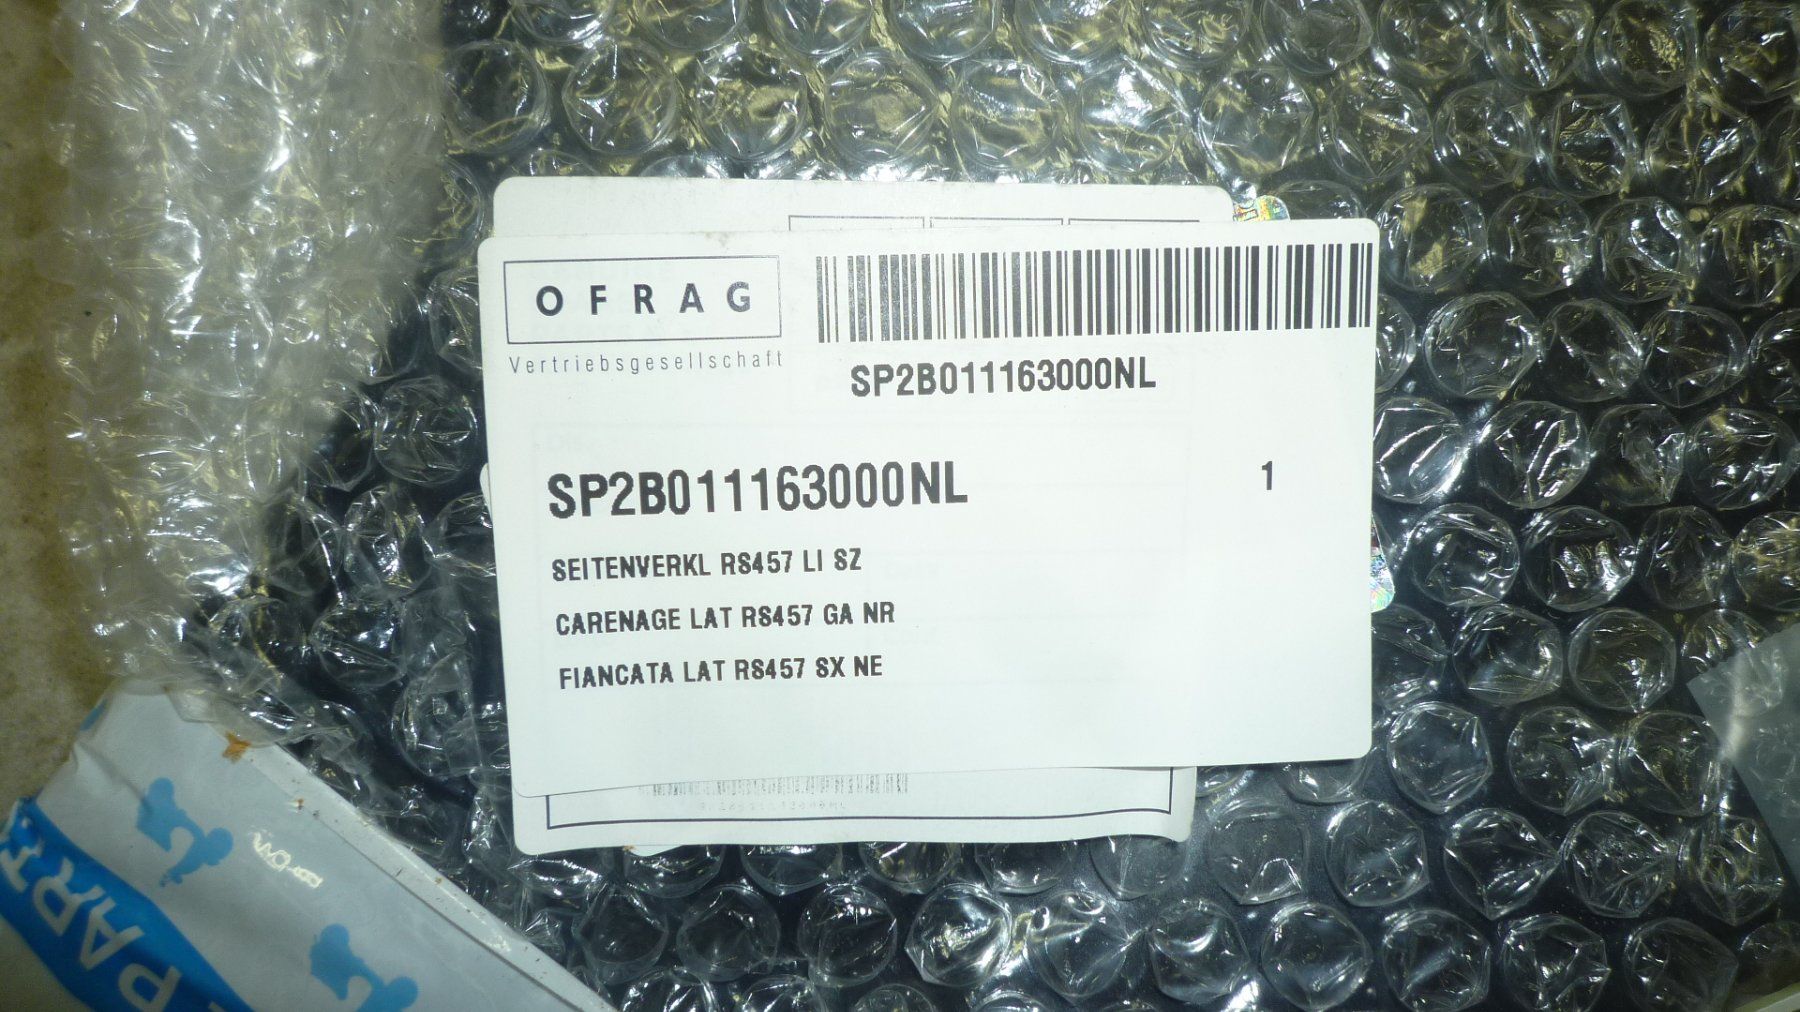 OFRAG
Vertriebsgesellschaft
SP2B011163000NL
SP2B011163000NL 1
SEITENVERKL RS457 LI SZ
CARENAGE LAT RS457 GA NR
FIANCATA LAT RS457 SX NE
PART